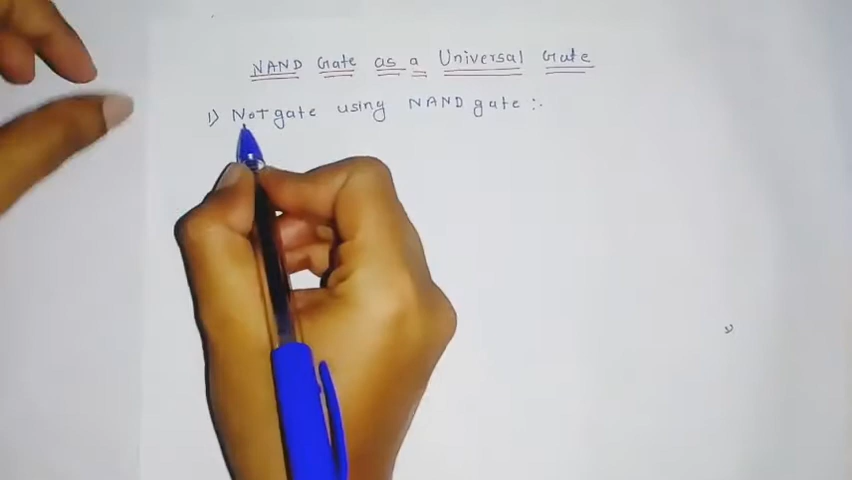 NAND Gate as a Universal Gate
1) NOT gate using NAND gate :-